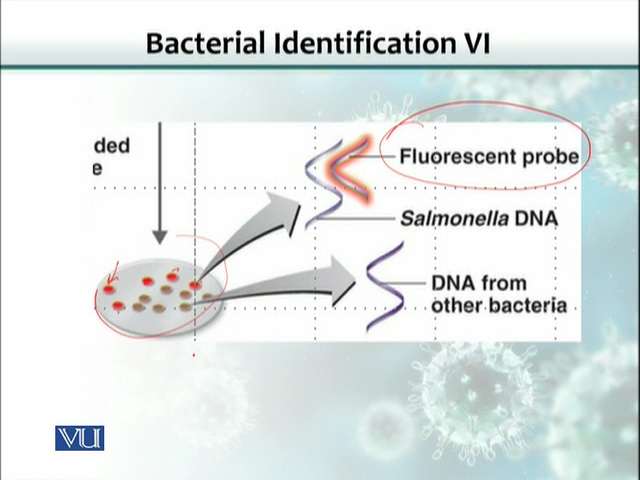 Bacterial Identification VI
ded
e
Fluorescent probe
Salmonella DNA
DNA from
other bacteria
VU